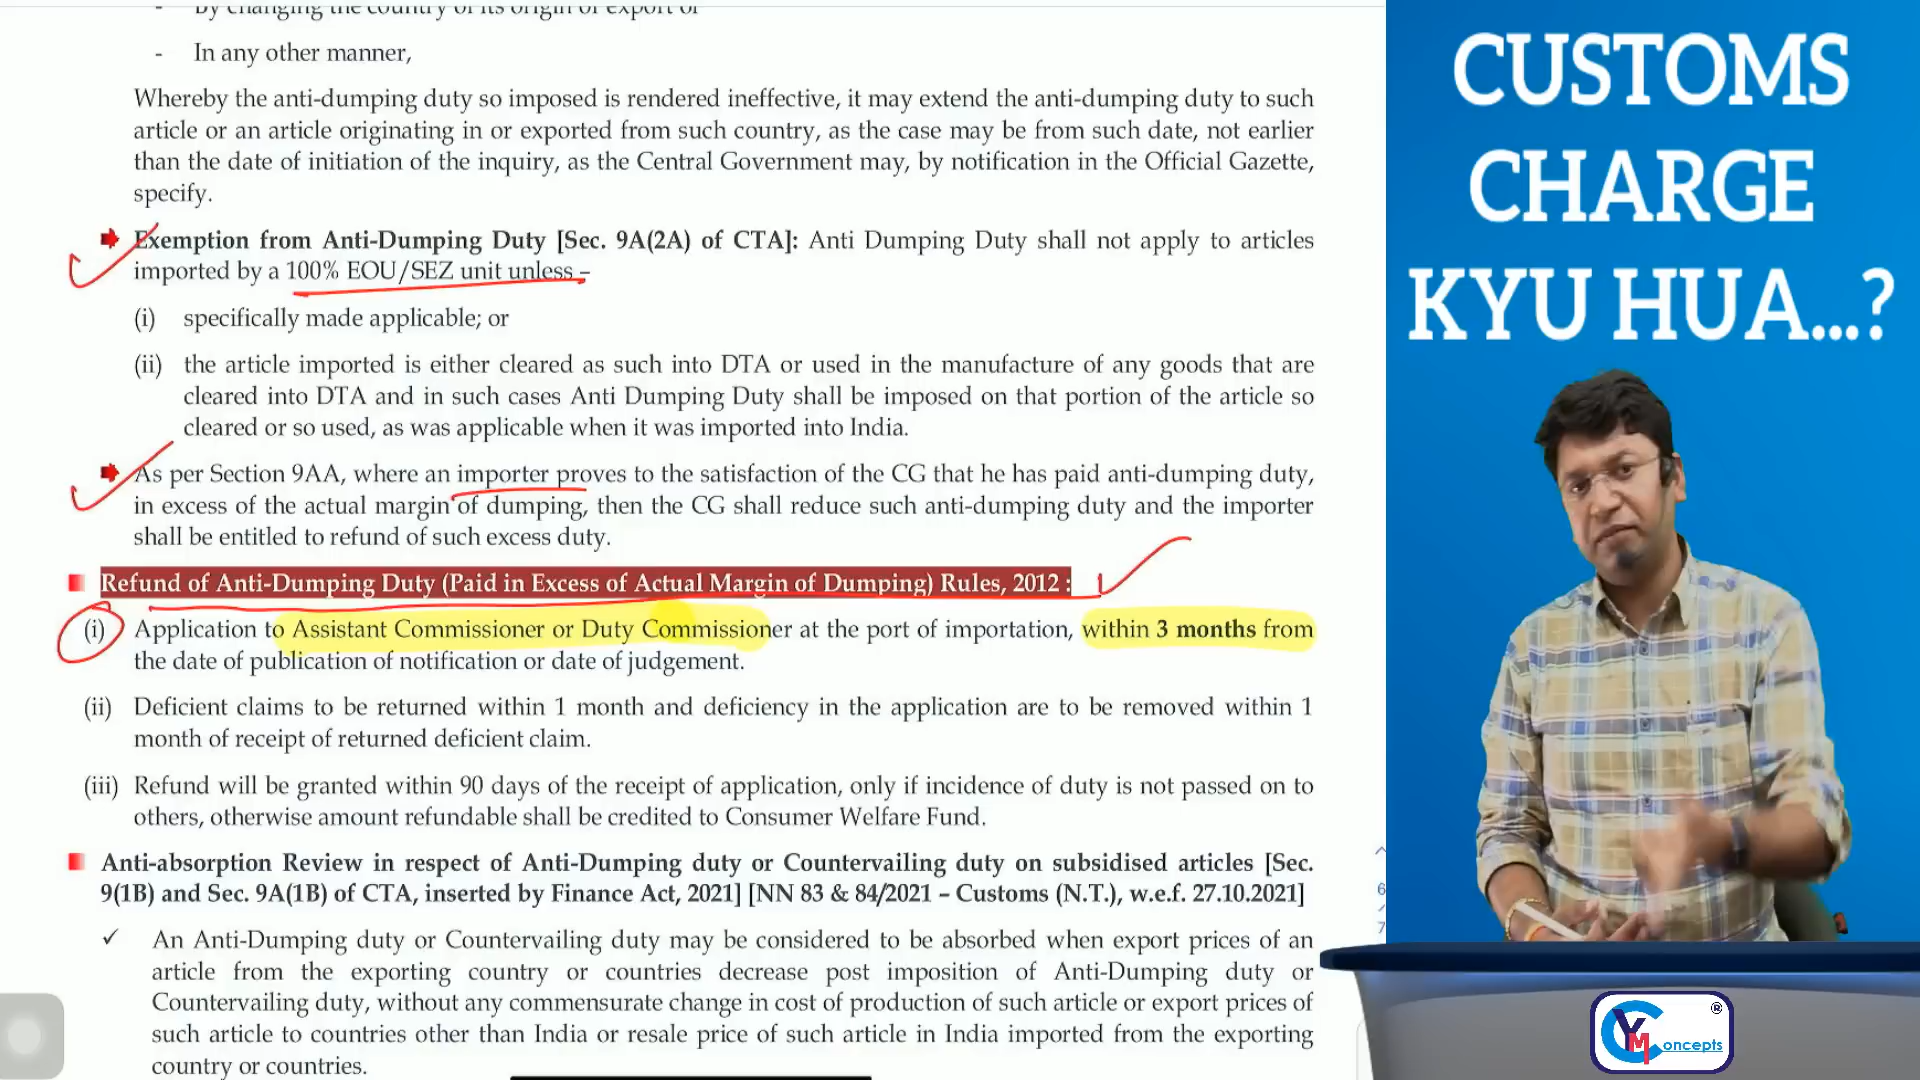 - By changing the country of its origin or export or
- In any other manner,
Whereby the anti-dumping duty so imposed is rendered ineffective, it may extend the anti-dumping duty to such
article or an article originating in or exported from such country, as the case may be from such date, not earlier
than the date of initiation of the inquiry, as the Central Government may, by notification in the Official Gazette,
specify.
Exemption from Anti-Dumping Duty [Sec. 9A(2A) of CTA]: Anti Dumping Duty shall not apply to articles
imported by a 100% EOU/SEZ unit unless –
(i) specifically made applicable; or
(ii) the article imported is either cleared as such into DTA or used in the manufacture of any goods that are
cleared into DTA and in such cases Anti Dumping Duty shall be imposed on that portion of the article so
cleared or so used, as was applicable when it was imported into India.
As per Section 9AA, where an importer proves to the satisfaction of the CG that he has paid anti-dumping duty,
in excess of the actual margin of dumping, then the CG shall reduce such anti-dumping duty and the importer
shall be entitled to refund of such excess duty.
Refund of Anti-Dumping Duty (Paid in Excess of Actual Margin of Dumping) Rules, 2012 :
(i) Application to Assistant Commissioner or Duty Commissioner at the port of importation, within 3 months from
the date of publication of notification or date of judgement.
(ii) Deficient claims to be returned within 1 month and deficiency in the application are to be removed within 1
month of receipt of returned deficient claim.
(iii) Refund will be granted within 90 days of the receipt of application, only if incidence of duty is not passed on to
others, otherwise amount refundable shall be credited to Consumer Welfare Fund.
Anti-absorption Review in respect of Anti-Dumping duty or Countervailing duty on subsidised articles [Sec.
9(1B) and Sec. 9A(1B) of CTA, inserted by Finance Act, 2021] [NN 83 & 84/2021 – Customs (N.T.), w.e.f. 27.10.2021]
✓ An Anti-Dumping duty or Countervailing duty may be considered to be absorbed when export prices of an
article from the exporting country or countries decrease post imposition of Anti-Dumping duty or
Countervailing duty, without any commensurate change in cost of production of such article or export prices of
such article to countries other than India or resale price of such article in India imported from the exporting
country or countries.
6
/
7
CUSTOMS
CHARGE
KYU HUA...?
YM Concepts ®